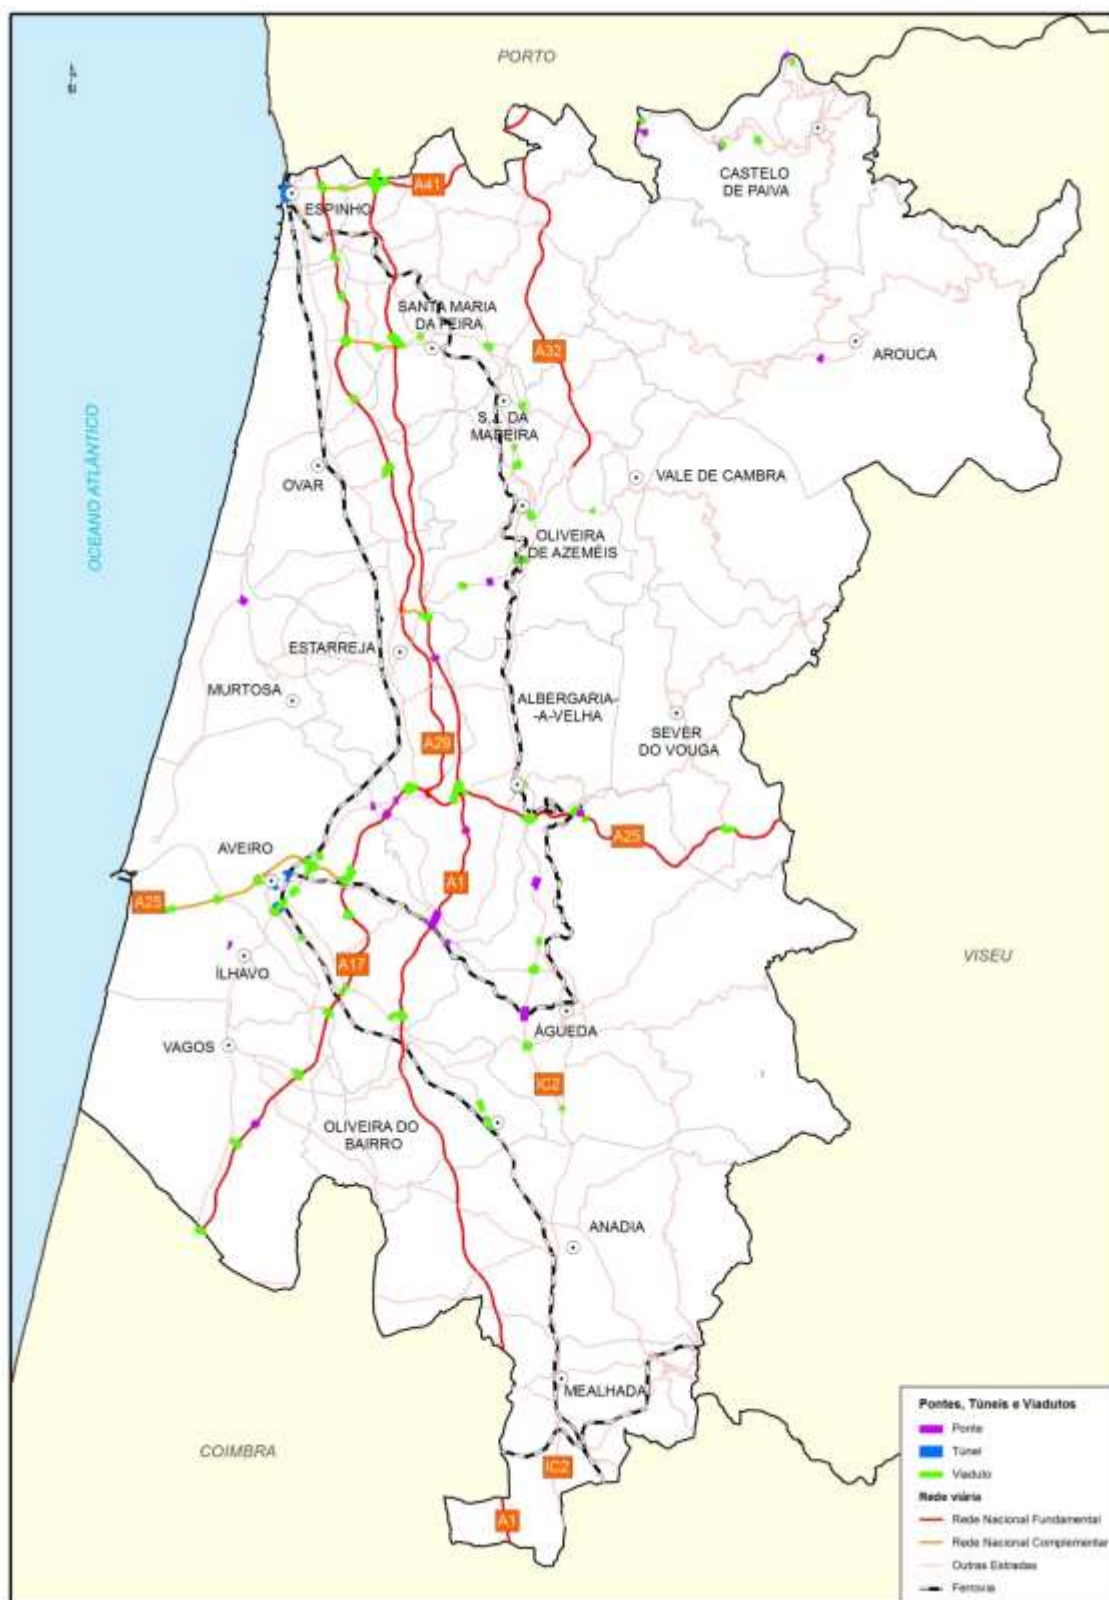 PORTO
N
CASTELO
DE PAIVA
A41
ESPINHO
SANTA MARIA
DA FEIRA
A32
AROUCA
S.J. DA
MADEIRA
OCEANO ATLÂNTICO
OVAR
VALE DE CAMBRA
OLIVEIRA
DE AZEMÉIS
ESTARREJA
MURTOSA
ALBERGARIA-
-A-VELHA
SEVER
DO VOUGA
A29
A25
AVEIRO
A1
A25
VISEU
ÍLHAVO
A17
ÁGUEDA
VAGOS
IC2
OLIVEIRA DO
BAIRRO
ANADIA
MEALHADA
COIMBRA
IC2
A1
Pontes, Túneis e Viadutos
Ponte
Túnel
Viaduto
Rede viária
Rede Nacional Fundamental
Rede Nacional Complementar
Outras Estradas
Ferrovia